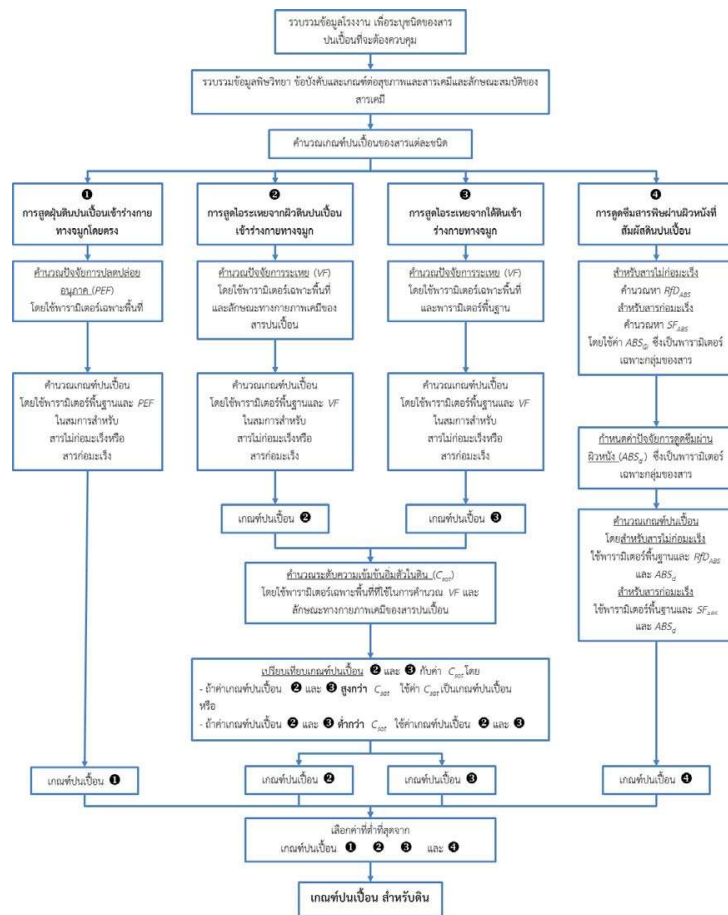 รวบรวมข้อมูลโรงงาน เพื่อระบุชนิดของสาร
ปนเปื้อนที่จะต้องควบคุม
รวบรวมข้อมูลพิษวิทยา ข้อบังคับและเกณฑ์ต่อสุขภาพและสารเคมีและลักษณะสมบัติของ
สารเคมี
คำนวณเกณฑ์ปนเปื้อนของสารแต่ละชนิด
❶
การสูดฝุ่นดินปนเปื้อนเข้าร่างกาย
ทางจมูกโดยตรง
คำนวณปัจจัยการปลดปล่อย
อนุภาค (PEF)
โดยใช้พารามิเตอร์เฉพาะพื้นที่
คำนวณเกณฑ์ปนเปื้อน
โดยใช้พารามิเตอร์พื้นฐานและ PEF
ในสมการสำหรับ
สารไม่ก่อมะเร็งหรือ
สารก่อมะเร็ง
❷
การสูดไอระเหยจากผิวดินปนเปื้อน
เข้าร่างกายทางจมูก
คำนวณปัจจัยการระเหย (VF)
โดยใช้พารามิเตอร์เฉพาะพื้นที่
และลักษณะทางกายภาพเคมีของ
สารปนเปื้อน
คำนวณเกณฑ์ปนเปื้อน
โดยใช้พารามิเตอร์พื้นฐานและ VF
ในสมการสำหรับ
สารไม่ก่อมะเร็งหรือ
สารก่อมะเร็ง
เกณฑ์ปนเปื้อน ❷
❸
การสูดไอระเหยจากใต้ดินเข้า
ร่างกายทางจมูก
คำนวณปัจจัยการระเหย (VF)
โดยใช้พารามิเตอร์เฉพาะพื้นที่
และพารามิเตอร์พื้นฐาน
คำนวณเกณฑ์ปนเปื้อน
โดยใช้พารามิเตอร์พื้นฐานและ VF
ในสมการสำหรับ
สารไม่ก่อมะเร็งหรือ
สารก่อมะเร็ง
เกณฑ์ปนเปื้อน ❸
❹
การดูดซึมสารพิษผ่านผิวหนังที่
สัมผัสดินปนเปื้อน
สำหรับสารไม่ก่อมะเร็ง
คำนวณหา RfD ABS
สำหรับสารก่อมะเร็ง
คำนวณหา SF ABS
โดยใช้ค่า ABS GI ซึ่งเป็นพารามิเตอร์
เฉพาะกลุ่มของสาร
กำหนดค่าปัจจัยการดูดซึมผ่าน
ผิวหนัง (ABS d) ซึ่งเป็นพารามิเตอร์
เฉพาะกลุ่มของสาร
คำนวณเกณฑ์ปนเปื้อน
โดยสำหรับสารไม่ก่อมะเร็ง
ใช้พารามิเตอร์พื้นฐานและ RfD ABS
และ ABS d
สำหรับสารก่อมะเร็ง
ใช้พารามิเตอร์พื้นฐานและ SF ABS
และ ABS d
คำนวณระดับความเข้มข้นอิ่มตัวในดิน (C sat)
โดยใช้พารามิเตอร์เฉพาะพื้นที่ที่ใช้ในการคำนวณ VF และ
ลักษณะทางกายภาพเคมีของสารปนเปื้อน
เปรียบเทียบเกณฑ์ปนเปื้อน ❷ และ ❸ กับค่า C sat โดย
- ถ้าค่าเกณฑ์ปนเปื้อน ❷ และ ❸ สูงกว่า C sat ใช้ค่า C sat เป็นเกณฑ์ปนเปื้อน
หรือ
- ถ้าค่าเกณฑ์ปนเปื้อน ❷ และ ❸ ต่ำกว่า C sat ใช้ค่าเกณฑ์ปนเปื้อน ❷ และ ❸
เกณฑ์ปนเปื้อน ❶
เกณฑ์ปนเปื้อน ❷
เกณฑ์ปนเปื้อน ❸
เกณฑ์ปนเปื้อน ❹
เลือกค่าที่ต่ำที่สุดจาก
เกณฑ์ปนเปื้อน ❶ ❷ ❸ และ ❹
เกณฑ์ปนเปื้อน สำหรับดิน